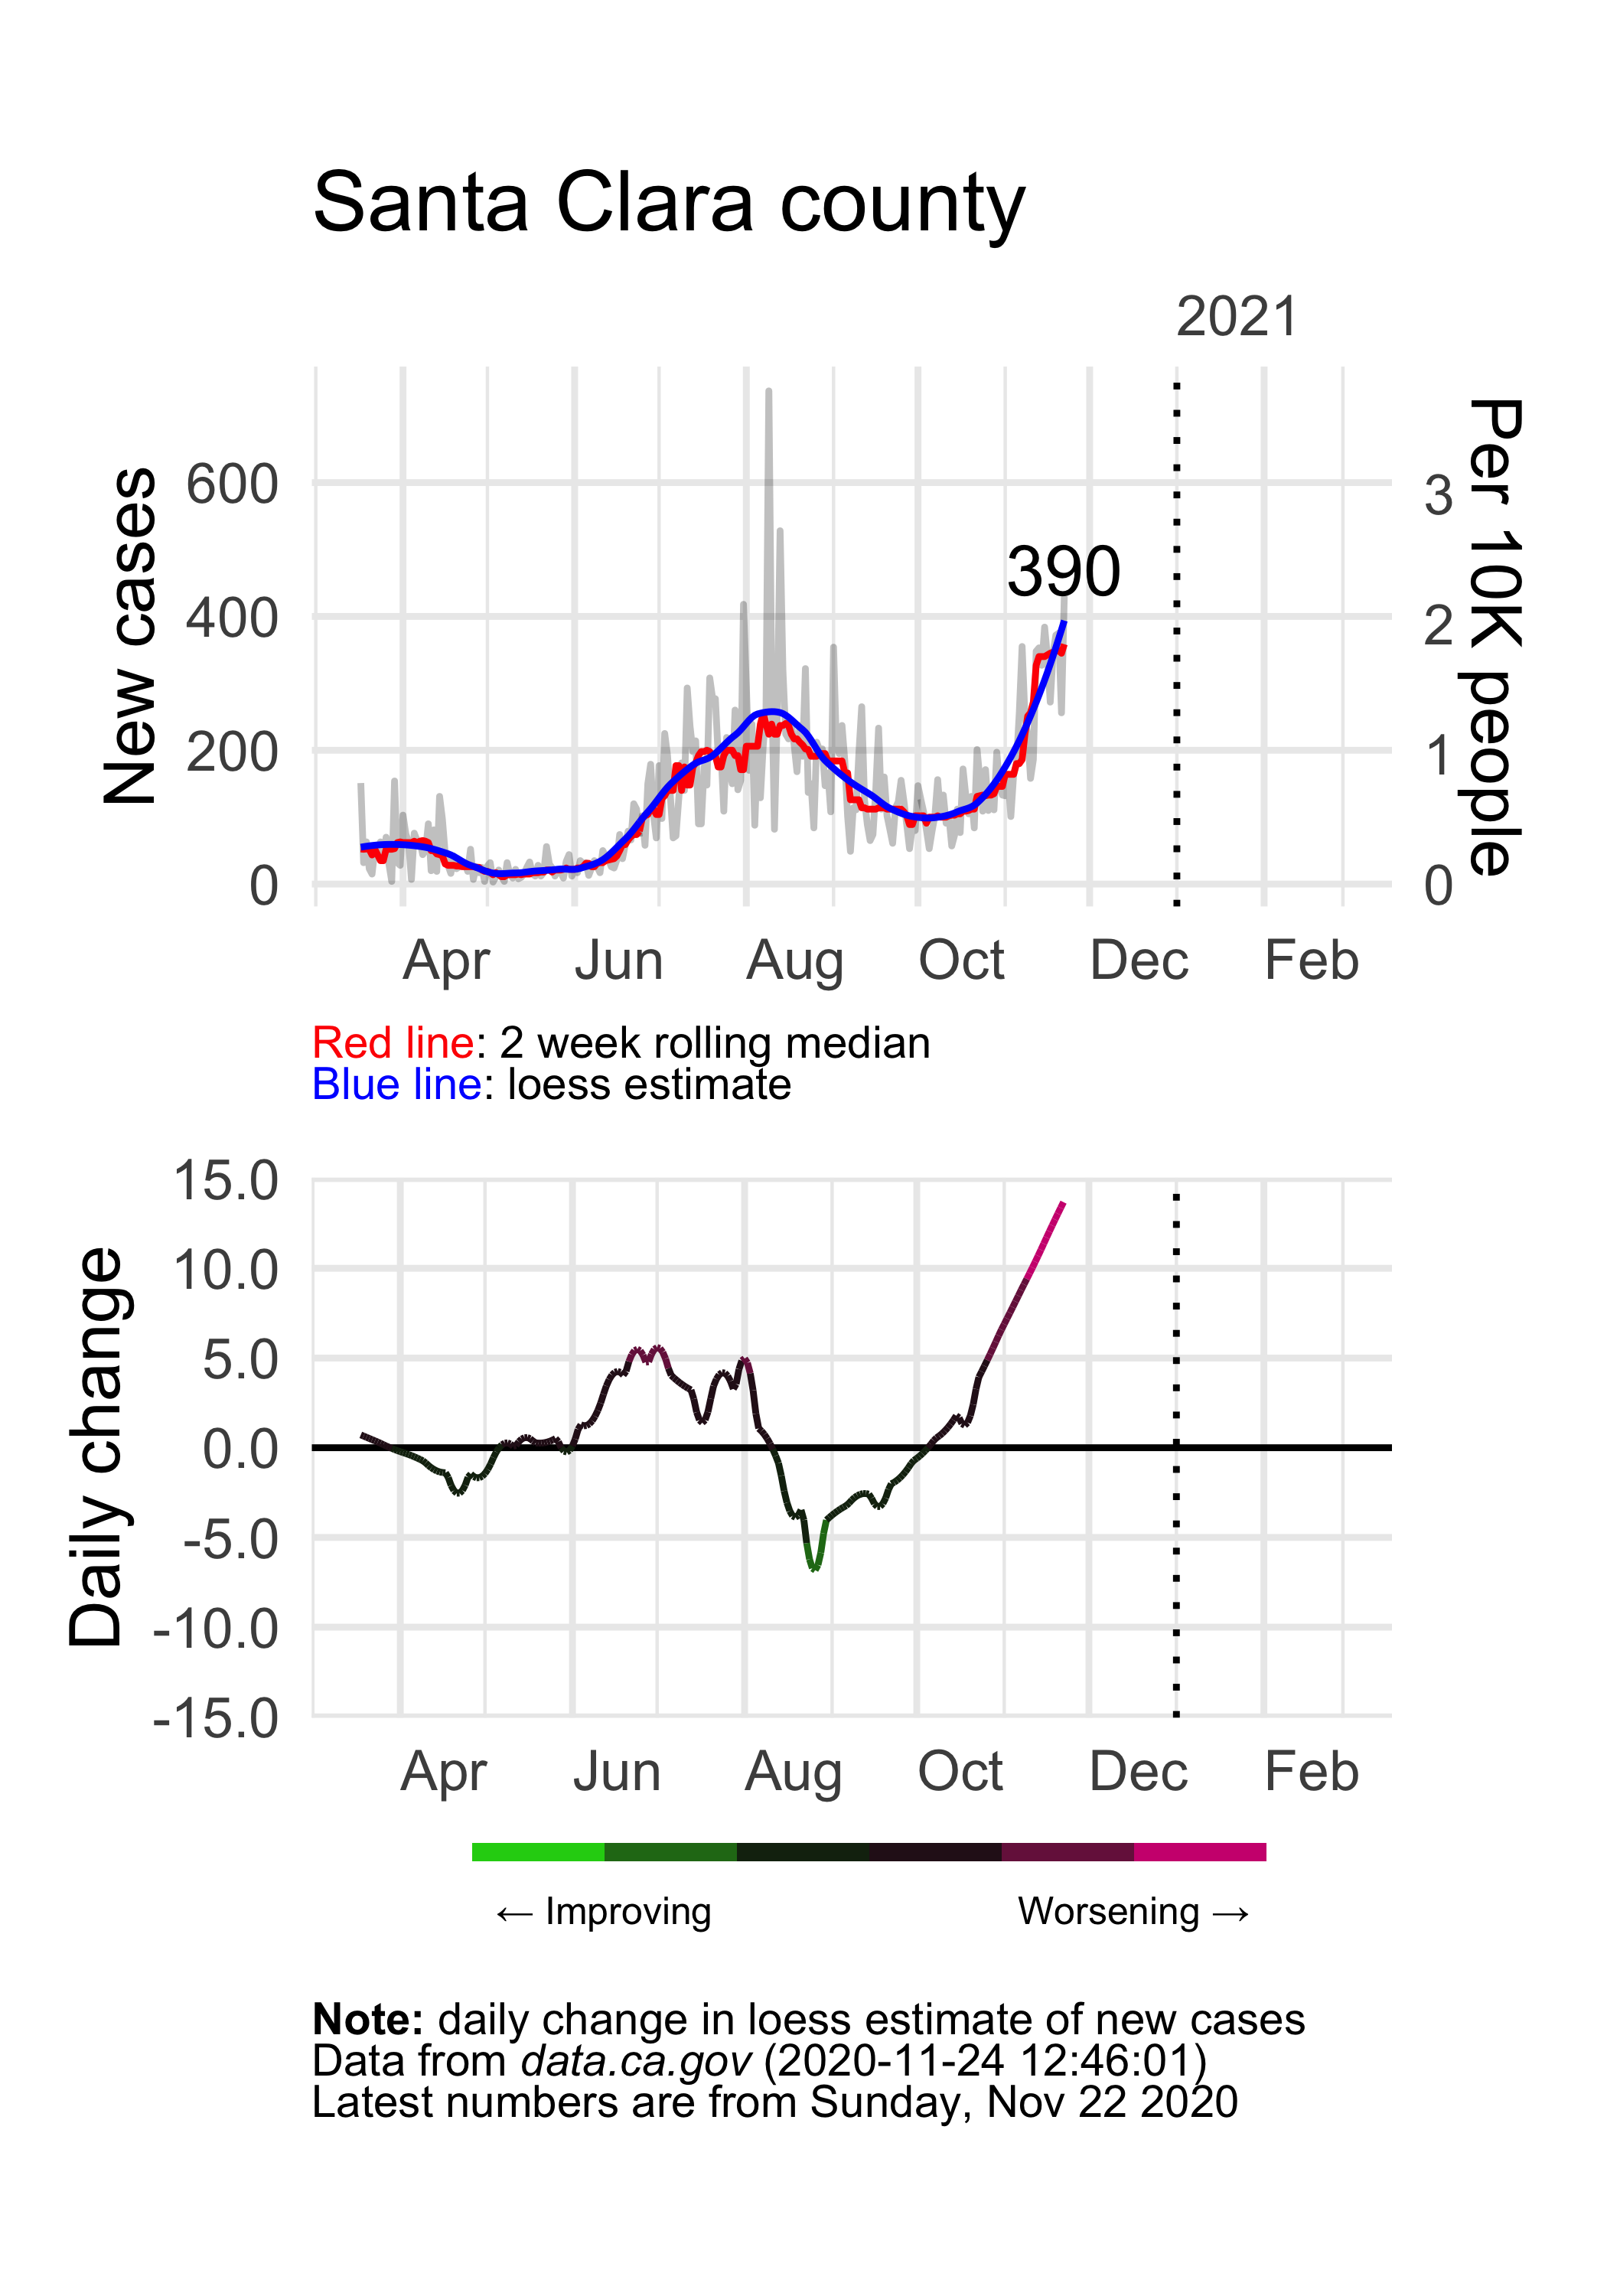 Santa Clara county
2021
New cases
600
400
200
0
390
3
2
1
0
Per 10K people
Apr Jun Aug Oct Dec Feb
Red line: 2 week rolling median
Blue line: loess estimate
Daily change
15.0
10.0
5.0
0.0
-5.0
-10.0
-15.0
Apr Jun Aug Oct Dec Feb
← Improving Worsening →
Note: daily change in loess estimate of new cases
Data from data.ca.gov (2020-11-24 12:46:01)
Latest numbers are from Sunday, Nov 22 2020